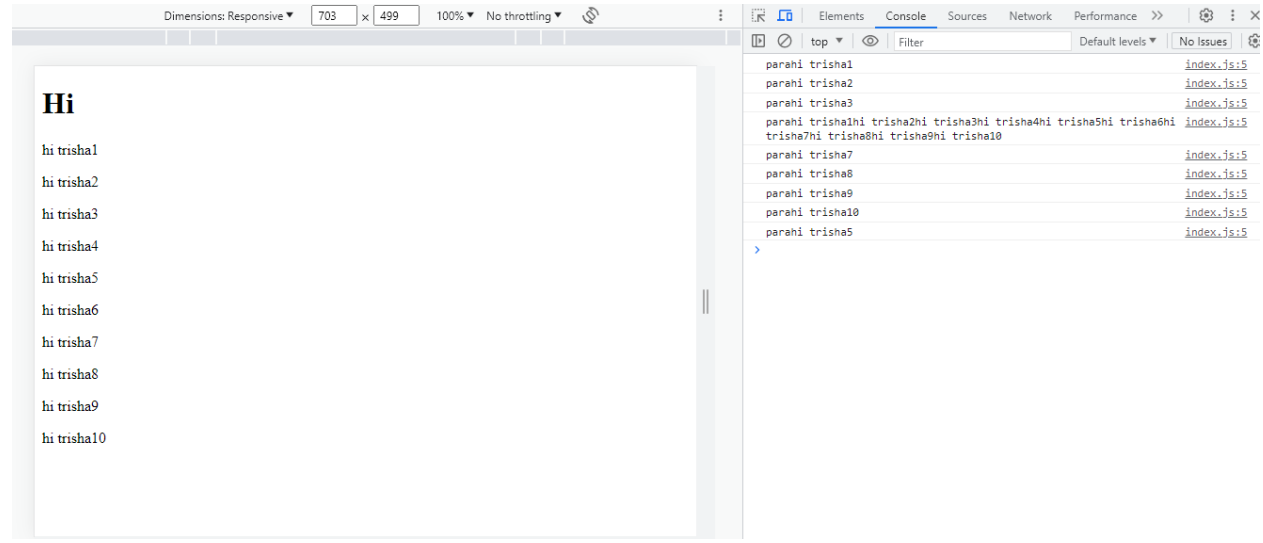 Dimensions: Responsive ▼ 703 x 499 100% ▼ No throttling ▼
Hi
hi trisha1
hi trisha2
hi trisha3
hi trisha4
hi trisha5
hi trisha6
hi trisha7
hi trisha8
hi trisha9
hi trisha10
Elements Console Sources Network Performance
top ▼ Filter Default levels ▼ No Issues
parahi trisha1 index.js:5
parahi trisha2 index.js:5
parahi trisha3 index.js:5
parahi trisha1hi trisha2hi trisha3hi trisha4hi trisha5hi trisha6hi index.js:5
trisha7hi trisha8hi trisha9hi trisha10
parahi trisha7 index.js:5
parahi trisha8 index.js:5
parahi trisha9 index.js:5
parahi trisha10 index.js:5
parahi trisha5 index.js:5